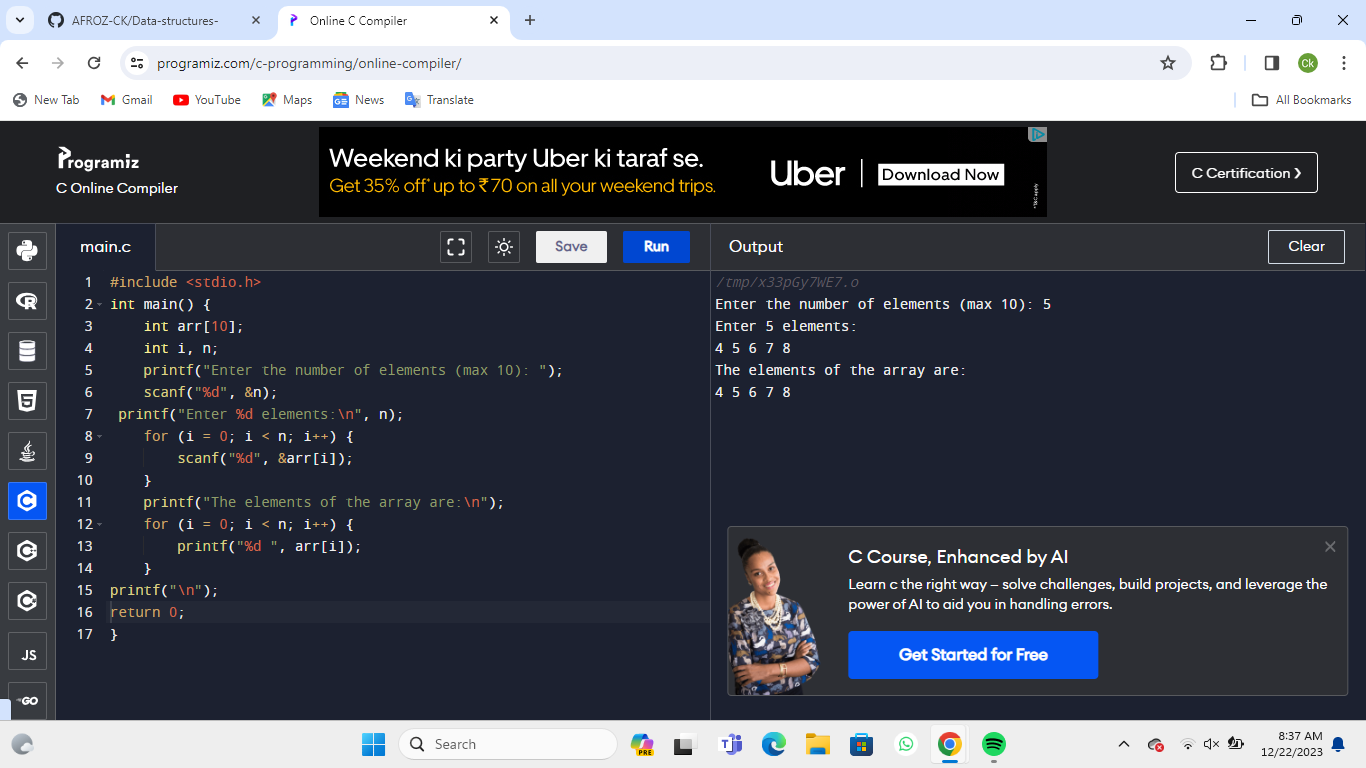 AFROZ-CK/Data-structures-
Online C Compiler
programiz.com/c-programming/online-compiler/
Ck
New Tab
Gmail
YouTube
Maps
News
Translate
All Bookmarks
Programiz
C Online Compiler
Weekend ki party Uber ki taraf se.
Get 35% off* up to ₹70 on all your weekend trips.
Uber
Download Now
*T&C apply
C Certification ❯
main.c
Save
Run
Output
Clear
1 #include <stdio.h>
2 int main() {
3     int arr[10];
4     int i, n;
5     printf("Enter the number of elements (max 10): ");
6     scanf("%d", &n);
7  printf("Enter %d elements:\n", n);
8     for (i = 0; i < n; i++) {
9         scanf("%d", &arr[i]);
10     }
11     printf("The elements of the array are:\n");
12     for (i = 0; i < n; i++) {
13         printf("%d ", arr[i]);
14     }
15 printf("\n");
16 return 0;
17 }
/tmp/x33pGy7WE7.o
Enter the number of elements (max 10): 5
Enter 5 elements:
4 5 6 7 8
The elements of the array are:
4 5 6 7 8
C Course, Enhanced by AI
Learn c the right way – solve challenges, build projects, and leverage the
power of AI to aid you in handling errors.
Get Started for Free
JS
GO
Search
PRE
8:37 AM
12/22/2023